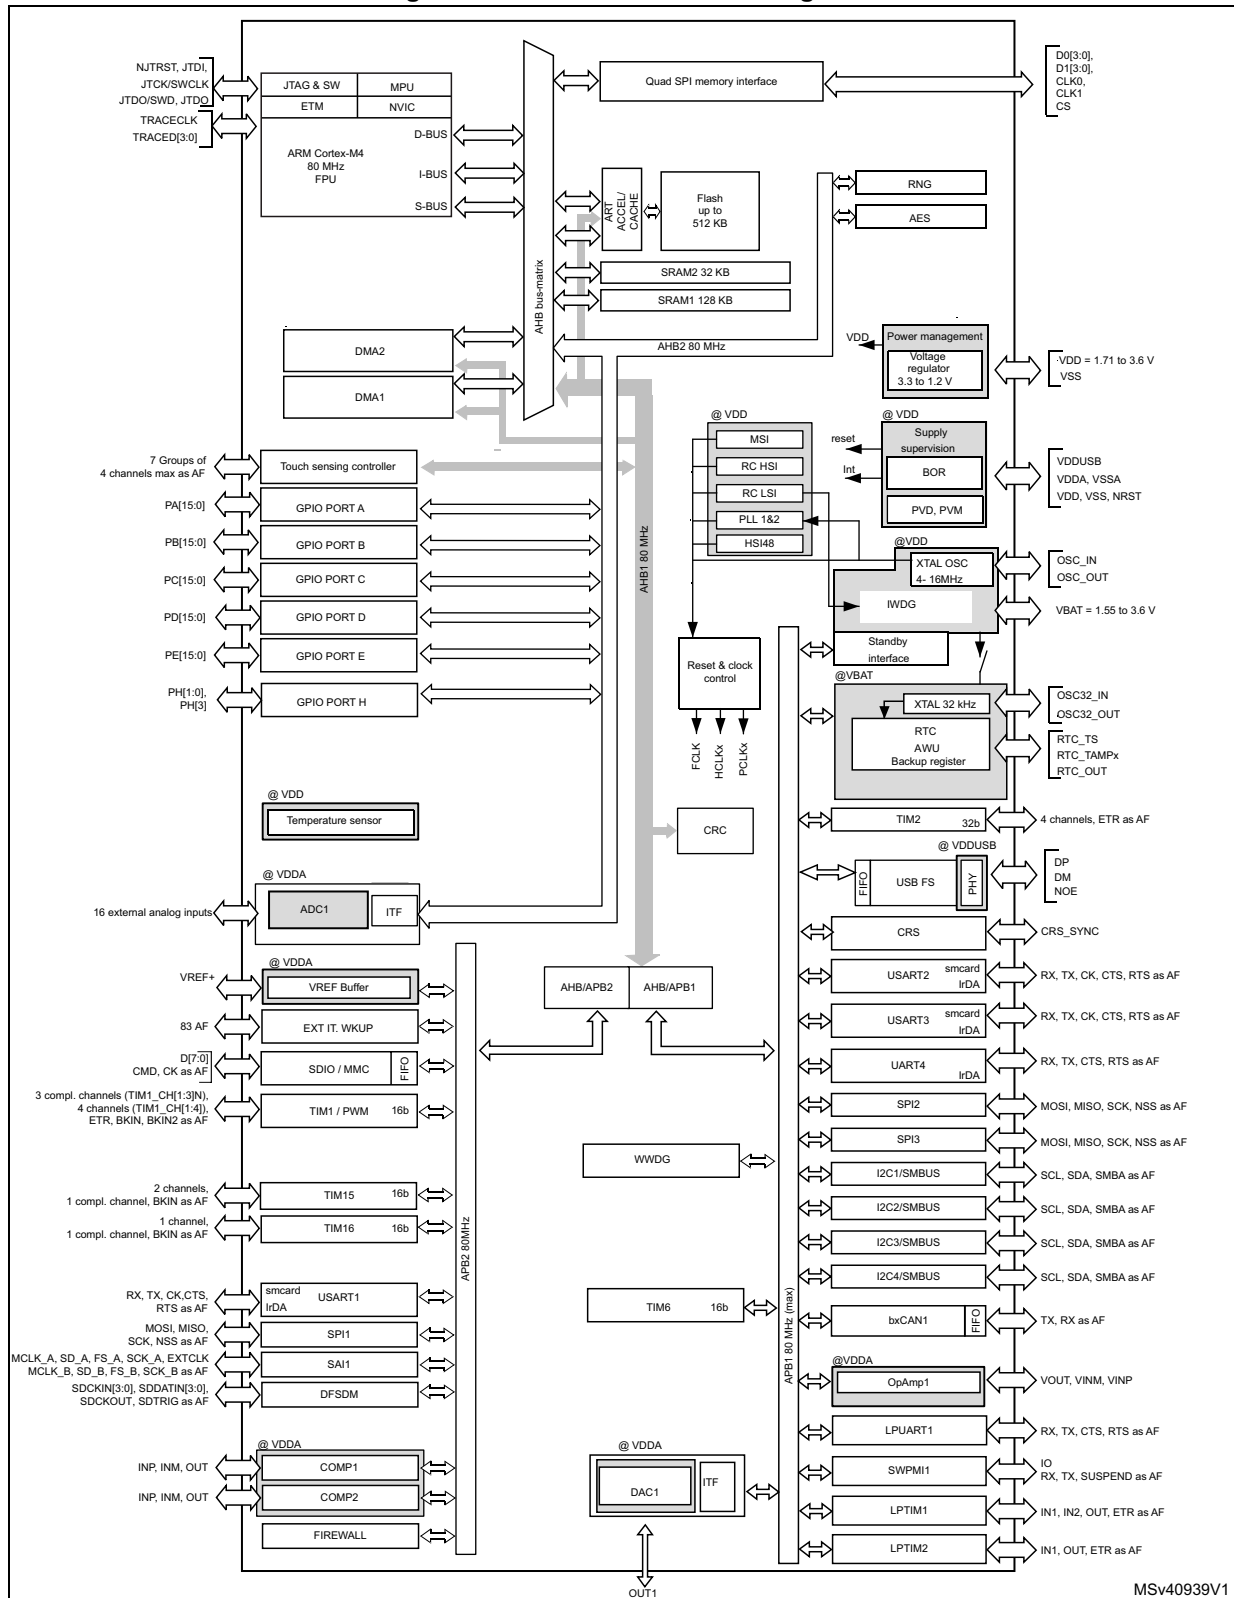 NJTRST, JTDI,
JTCK/SWCLK
JTDO/SWD, JTDO
TRACECLK
TRACED[3:0]
JTAG & SW
MPU
ETM
NVIC
ARM Cortex-M4
80 MHz
FPU
D-BUS
I-BUS
S-BUS
AHB bus-matrix
Quad SPI memory interface
D0[3:0],
D1[3:0],
CLK0,
CLK1
CS
ART
ACCEL/
CACHE
Flash
up to
512 KB
RNG
AES
SRAM2 32 KB
SRAM1 128 KB
AHB2 80 MHz
DMA2
DMA1
VDD
Power management
Voltage
regulator
3.3 to 1.2 V
VDD = 1.71 to 3.6 V
VSS
@ VDD
MSI
RC HSI
RC LSI
PLL 1&2
HSI48
@ VDD
reset
Int
Supply
supervision
BOR
PVD, PVM
VDDUSB
VDDA, VSSA
VDD, VSS, NRST
7 Groups of
4 channels max as AF
Touch sensing controller
PA[15:0]
GPIO PORT A
PB[15:0]
GPIO PORT B
PC[15:0]
GPIO PORT C
PD[15:0]
GPIO PORT D
PE[15:0]
GPIO PORT E
PH[1:0],
PH[3]
GPIO PORT H
AHB1 80 MHz
@VDD
XTAL OSC
4- 16MHz
IWDG
OSC_IN
OSC_OUT
VBAT = 1.55 to 3.6 V
Standby
interface
Reset & clock
control
FCLK
HCLKx
PCLKx
@VBAT
XTAL 32 kHz
RTC
AWU
Backup register
OSC32_IN
OSC32_OUT
RTC_TS
RTC_TAMPx
RTC_OUT
@ VDD
Temperature sensor
CRC
TIM2
32b
4 channels, ETR as AF
@ VDDUSB
FIFO
USB FS
PHY
DP
DM
NOE
@ VDDA
16 external analog inputs
ADC1
ITF
CRS
CRS_SYNC
@ VDDA
VREF+
VREF Buffer
AHB/APB2
AHB/APB1
USART2
smcard
IrDA
RX, TX, CK, CTS, RTS as AF
83 AF
EXT IT. WKUP
USART3
smcard
IrDA
RX, TX, CK, CTS, RTS as AF
D[7:0]
CMD, CK as AF
SDIO / MMC
FIFO
UART4
IrDA
RX, TX, CTS, RTS as AF
3 compl. channels (TIM1_CH[1:3]N),
4 channels (TIM1_CH[1:4]),
ETR, BKIN, BKIN2 as AF
TIM1 / PWM
16b
SPI2
MOSI, MISO, SCK, NSS as AF
SPI3
MOSI, MISO, SCK, NSS as AF
WWDG
I2C1/SMBUS
SCL, SDA, SMBA as AF
2 channels,
1 compl. channel, BKIN as AF
TIM15
16b
I2C2/SMBUS
SCL, SDA, SMBA as AF
1 channel,
1 compl. channel, BKIN as AF
TIM16
16b
I2C3/SMBUS
SCL, SDA, SMBA as AF
APB2 80MHz
I2C4/SMBUS
SCL, SDA, SMBA as AF
RX, TX, CK,CTS,
RTS as AF
smcard
IrDA
USART1
TIM6
16b
APB1 80 MHz (max)
bxCAN1
FIFO
TX, RX as AF
MOSI, MISO,
SCK, NSS as AF
SPI1
MCLK_A, SD_A, FS_A, SCK_A, EXTCLK
MCLK_B, SD_B, FS_B, SCK_B as AF
SAI1
@VDDA
OpAmp1
VOUT, VINM, VINP
SDCKIN[3:0], SDDATIN[3:0],
SDCKOUT, SDTRIG as AF
DFSDM
LPUART1
RX, TX, CTS, RTS as AF
@ VDDA
INP, INM, OUT
COMP1
INP, INM, OUT
COMP2
@ VDDA
DAC1
ITF
SWPMI1
IO
RX, TX, SUSPEND as AF
LPTIM1
IN1, IN2, OUT, ETR as AF
FIREWALL
LPTIM2
IN1, OUT, ETR as AF
OUT1
MSv40939V1